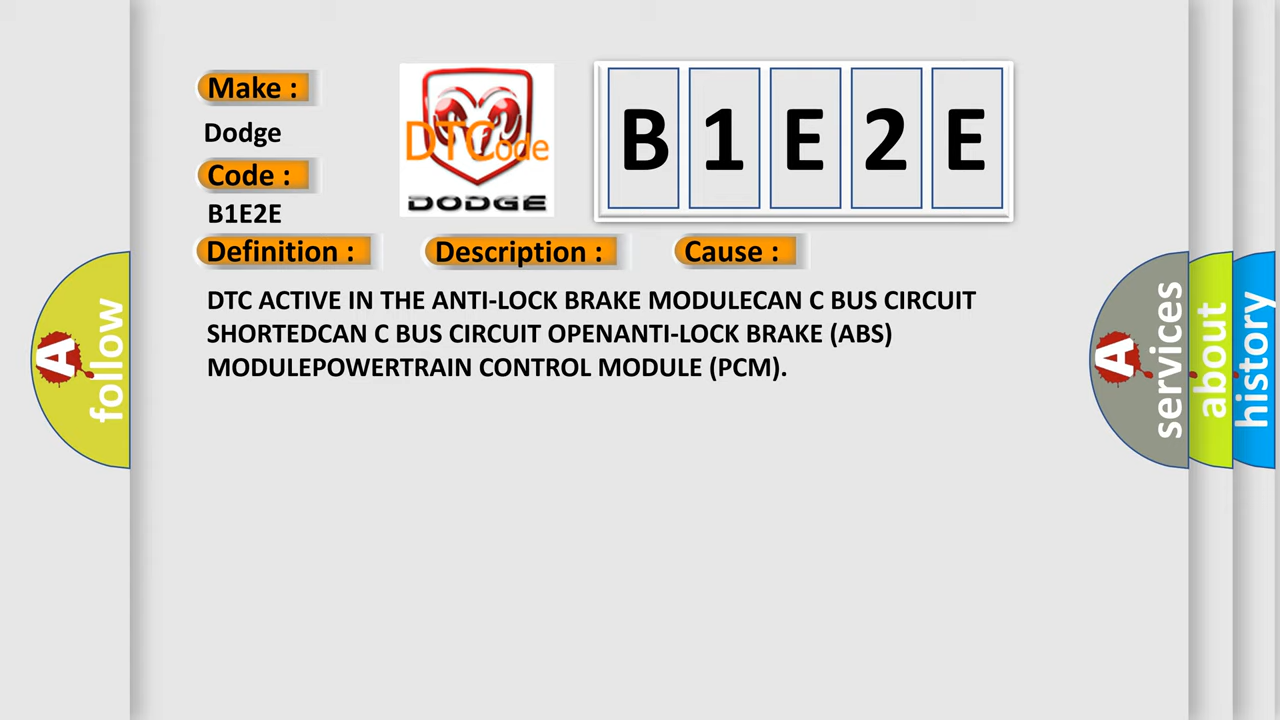 Make :
Dodge
Code :
B1E2E
DTCode
DODGE
B 1 E 2 E
Definition : Description : Cause :
DTC ACTIVE IN THE ANTI-LOCK BRAKE MODULECAN C BUS CIRCUIT
SHORTEDCAN C BUS CIRCUIT OPENANTI-LOCK BRAKE (ABS)
MODULEPOWERTRAIN CONTROL MODULE (PCM).
A follow
A services
about
history